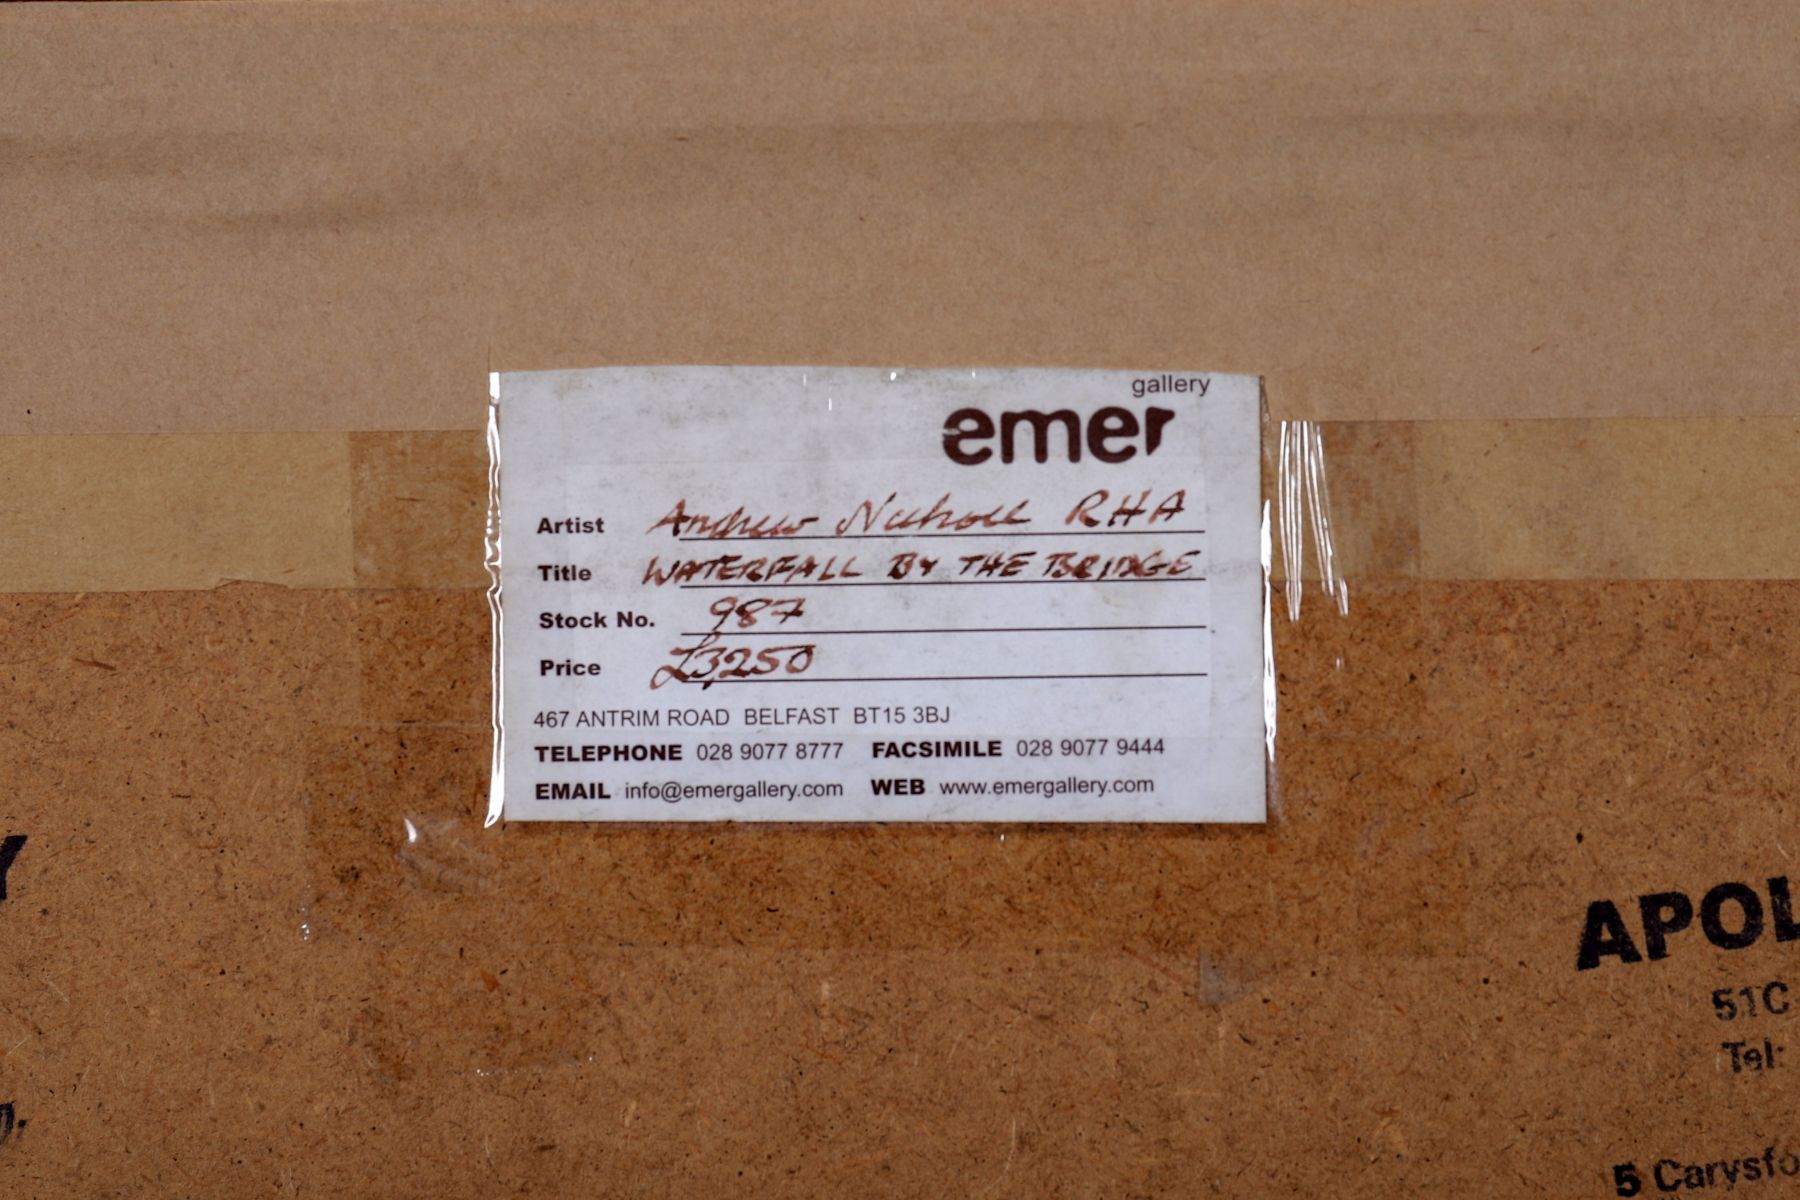 gallery
emer
Artist Andrew Nicholl RHA
Title WATERFALL BY THE BRIDGE
Stock No. 987
Price £3,250
467 ANTRIM ROAD BELFAST BT15 3BJ
TELEPHONE 028 9077 8777 FACSIMILE 028 9077 9444
EMAIL info@emergallery.com WEB www.emergallery.com
Y
APOL
51C
Tel:
5 Carysfo